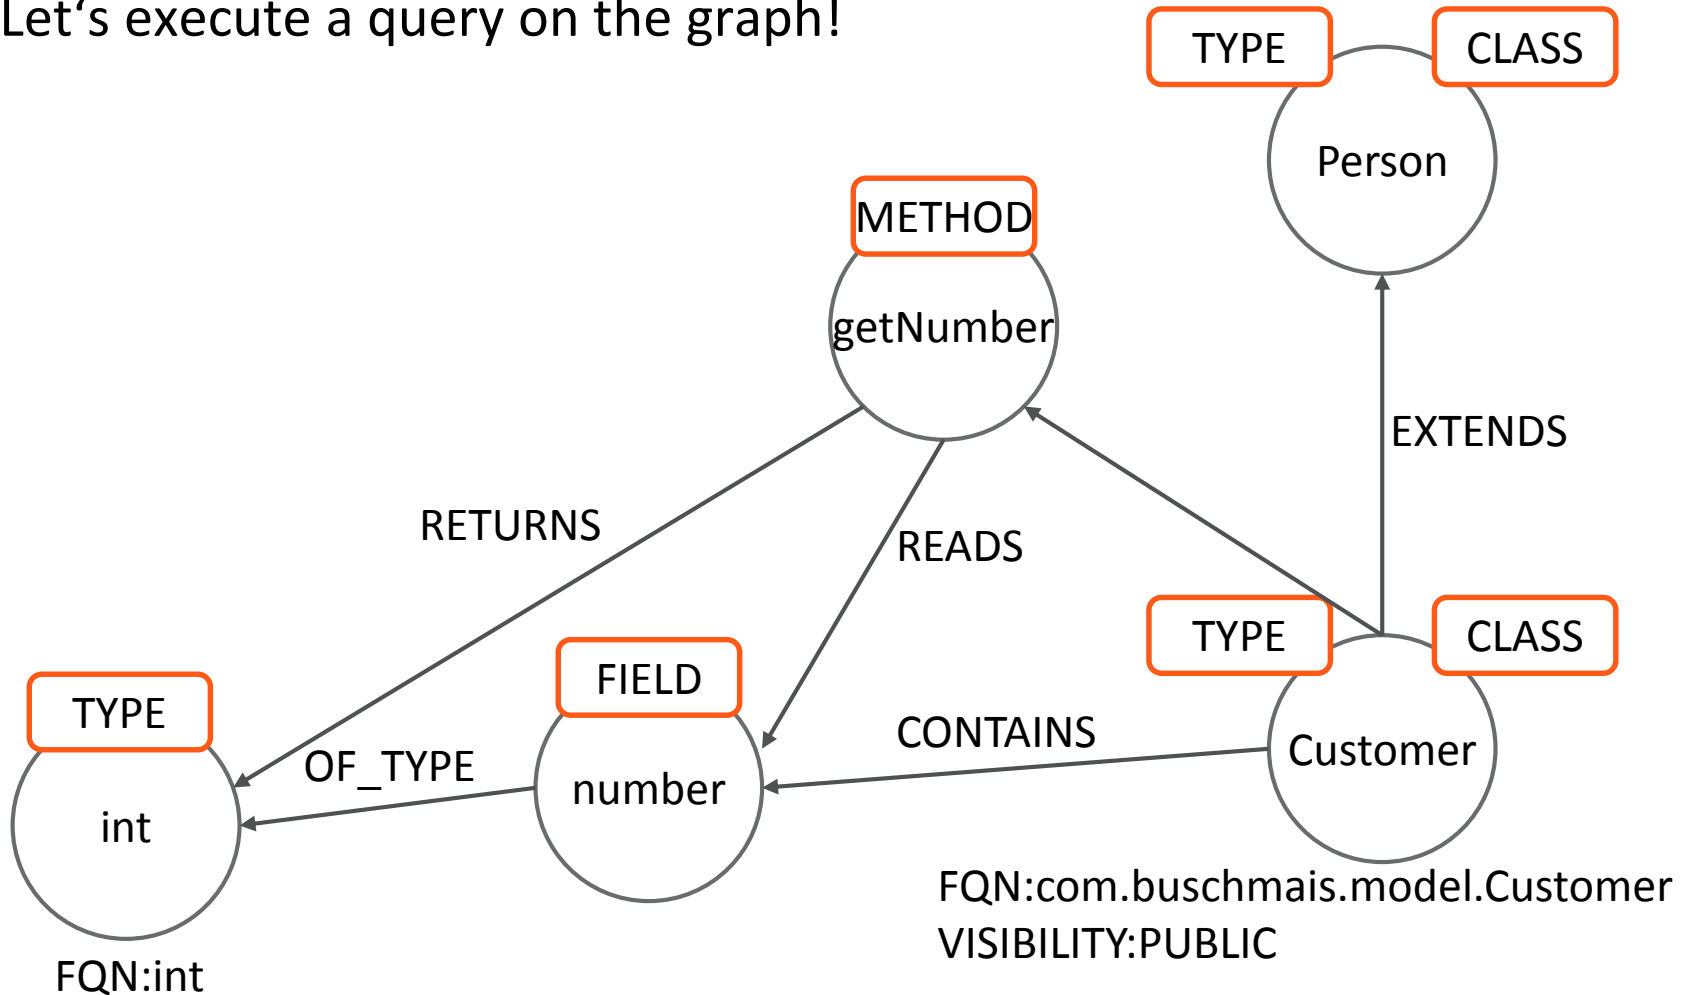 Let‘s execute a query on the graph!
TYPE
CLASS
Person
METHOD
getNumber
EXTENDS
RETURNS
READS
TYPE
CLASS
FIELD
TYPE
CONTAINS
Customer
OF_TYPE
number
int
FQN:com.buschmais.model.Customer
VISIBILITY:PUBLIC
FQN:int